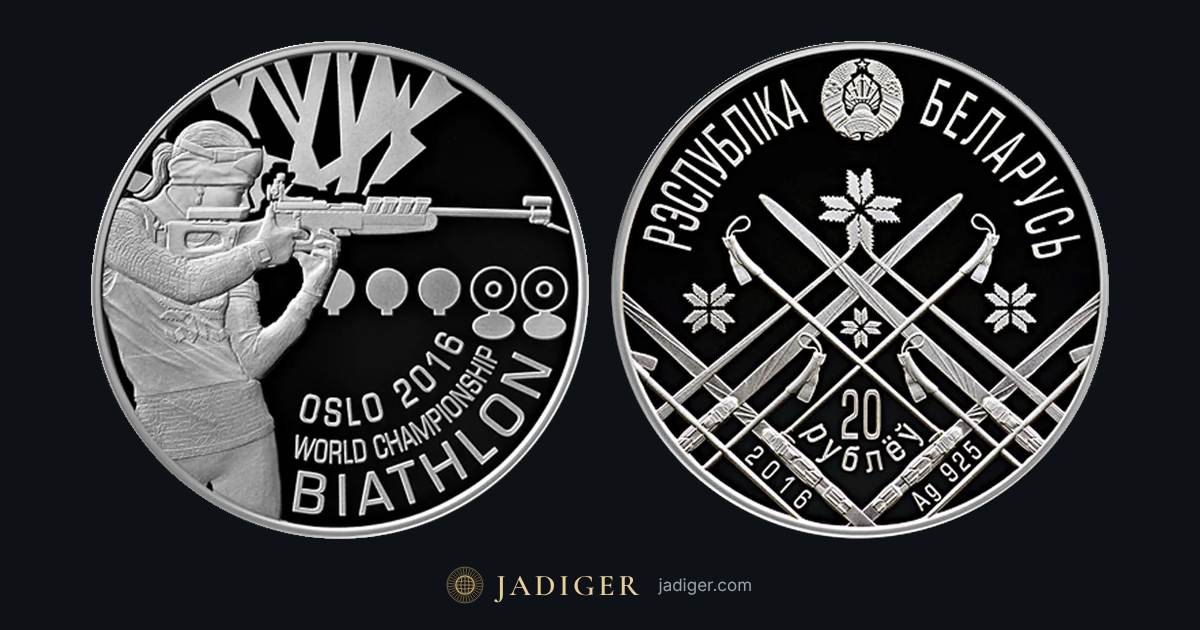 OSLO 2016
WORLD CHAMPIONSHIP
BIATHLON
РЭСПУБЛІКА БЕЛАРУСЬ
20
рублёў
2016
Ag 925
JADIGER jadiger.com